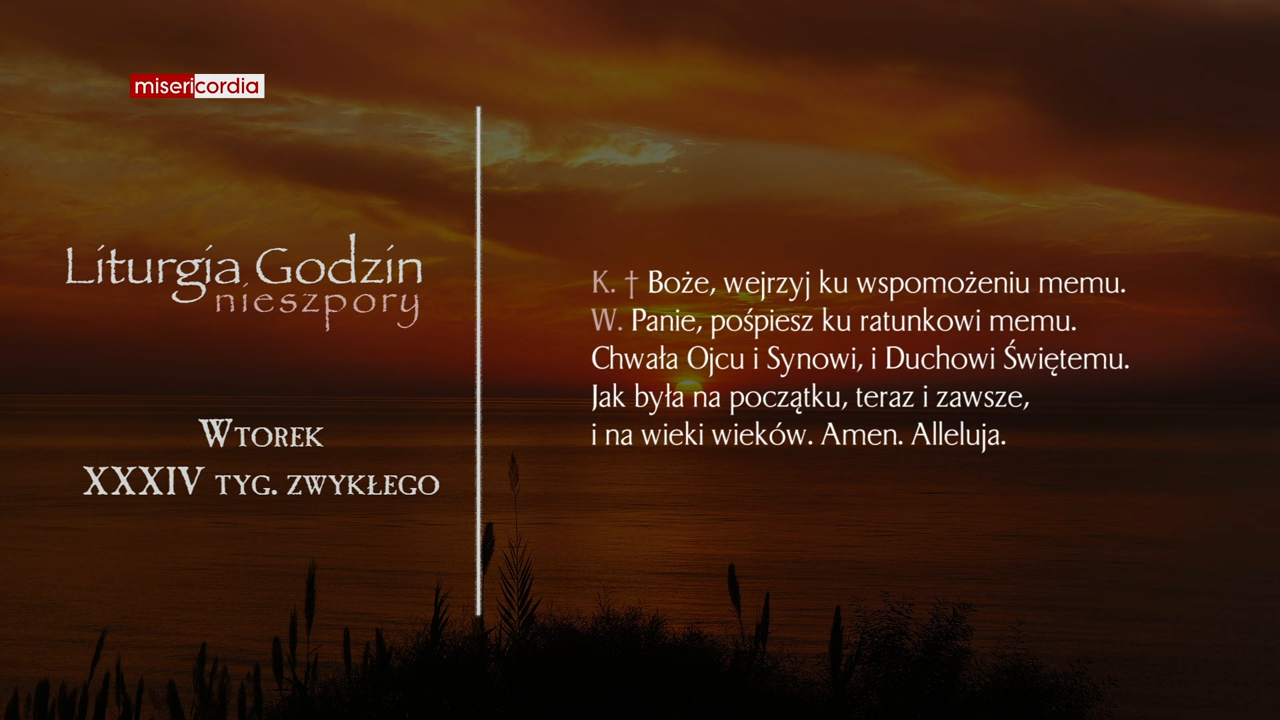 misericordia
Liturgia Godzin
nieszpory
Wtorek
XXXIV tyg. zwykłego
K. † Boże, wejrzyj ku wspomożeniu memu.
W. Panie, pośpiesz ku ratunkowi memu.
Chwała Ojcu i Synowi, i Duchowi Świętemu.
Jak była na początku, teraz i zawsze,
i na wieki wieków. Amen. Alleluja.